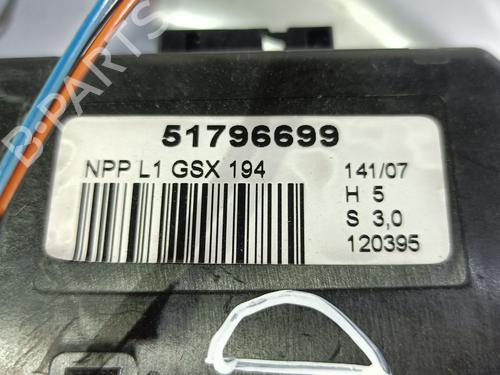 51796699
NPP L1 GSX 194
141/07
H 5
S 3,0
120395
B-PARTS